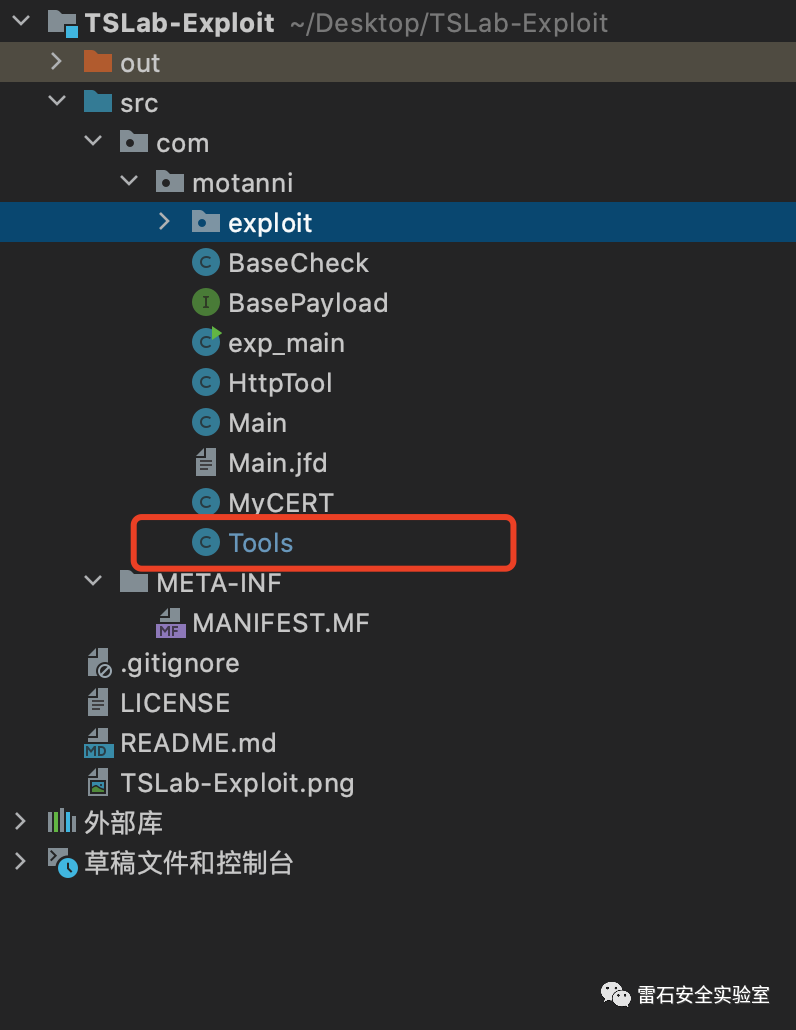 TSLab-Exploit ~/Desktop/TSLab-Exploit
out
src
com
motanni
exploit
C BaseCheck
I BasePayload
C exp_main
C HttpTool
C Main
Main.jfd
C MyCERT
C Tools
META-INF
MF MANIFEST.MF
.gitignore
LICENSE
MD README.md
TSLab-Exploit.png
外部库
草稿文件和控制台
雷石安全实验室